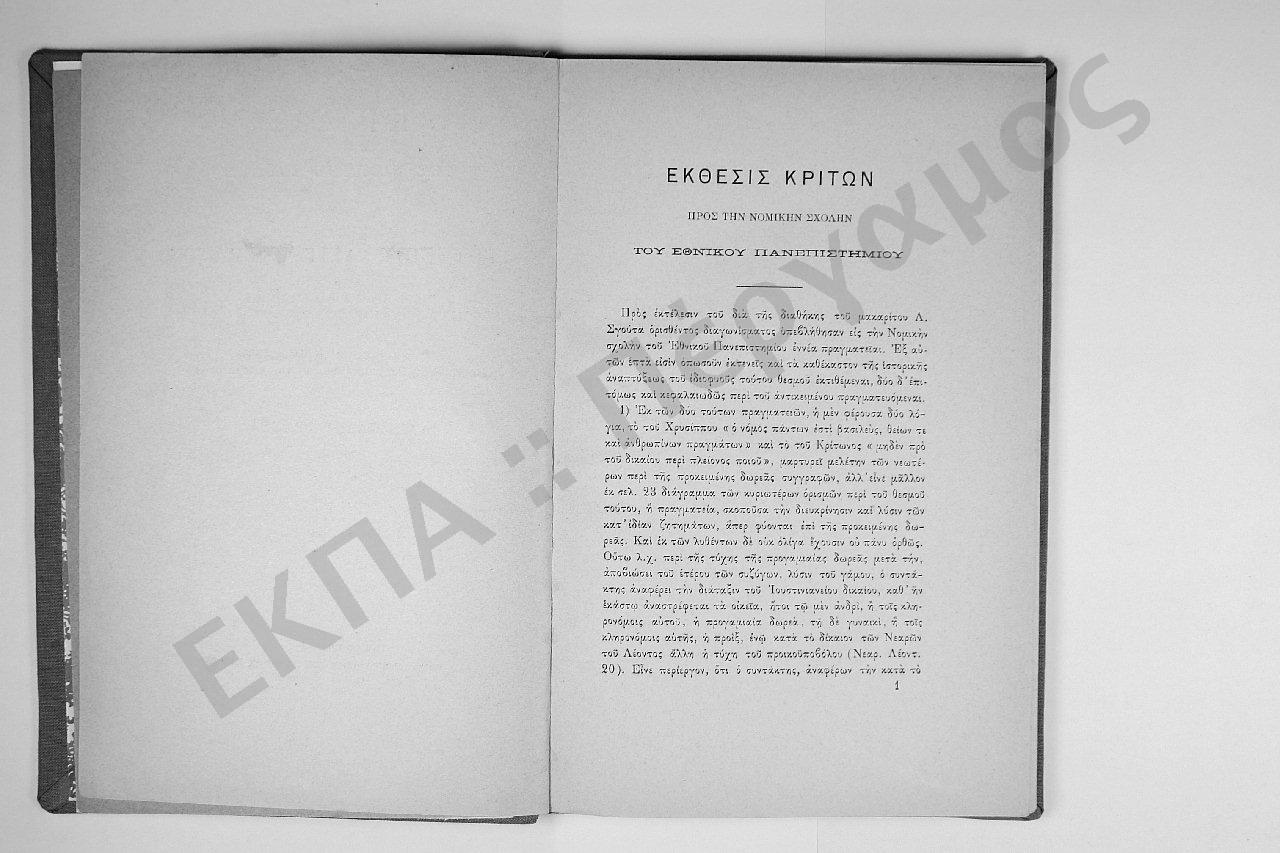 ΕΚΘΕΣΙΣ ΚΡΙΤΩΝ
ΠΡΟΣ ΤΗΝ ΝΟΜΙΚΗΝ ΣΧΟΛΗΝ
ΤΟΥ ΕΘΝΙΚΟΥ ΠΑΝΕΠΙΣΤΗΜΙΟΥ
Πρὸς ἐκτέλεσιν τοῦ διὰ τῆς διαθήκης τοῦ μακαρίτου Λ.
Σγούτα ὁρισθέντος διαγωνίσματος ὑπεβλήθησαν εἰς τὴν Νομικὴν
σχολὴν τοῦ Ἐθνικοῦ Πανεπιστημίου ἐννέα πραγματεῖαι. Ἐξ αὐ-
τῶν ἑπτὰ εἰσὶν ὁπωσοῦν ἐκτενεῖς καὶ τὰ καθέκαστον τῆς ἱστορικῆς
ἀναπτύξεως τοῦ ἰδιοφυοῦς τούτου θεσμοῦ ἐκτιθέμεναι, δύο δ᾽ ἐπι-
τόμως καὶ κεφαλαιωδῶς περὶ τοῦ ἀντικειμένου πραγματευόμεναι.
1) Ἐκ τῶν δύο τούτων πραγματειῶν, ἡ μὲν φέρουσα δύο λό-
για, τὸ τοῦ Χρυσίππου « ὁ νόμος πάντων ἐστὶ βασιλεὺς, θείων τε
καὶ ἀνθρωπίνων πραγμάτων » καὶ τὸ τοῦ Κρίτωνος « μηδὲν πρὸ
τοῦ δικαίου περὶ πλείονος ποιοῦ », μαρτυρεῖ μελέτην τῶν νεωτέ-
ρων περὶ τῆς προκειμένης δωρεᾶς συγγραφῶν, ἀλλ᾽ εἶνε μᾶλλον
ἐκ σελ. 23 διάγραμμα τῶν κυριωτέρων ὁρισμῶν περὶ τοῦ θεσμοῦ
τούτου, ἢ πραγματεία, σκοποῦσα τὴν διευκρίνησιν καὶ λύσιν τῶν
κατ᾽ ἰδίαν ζητημάτων, ἅπερ φύονται ἐπὶ τῆς προκειμένης δω-
ρεᾶς. Καὶ ἐκ τῶν λυθέντων δὲ οὐκ ὀλίγα ἔχουσιν οὐ πάνυ ὀρθῶς.
Οὕτω λ.χ. περὶ τῆς τύχης τῆς προγαμιαίας δωρεᾶς μετὰ τὴν,
ἀποβιώσει τοῦ ἑτέρου τῶν συζύγων, λύσιν τοῦ γάμου, ὁ συντά-
κτης ἀναφέρει τὴν διάταξιν τοῦ Ἰουστινιανείου δικαίου, καθ᾽ ἣν
ἑκάστῳ ἀναστρέφεται τὰ οἰκεῖα, ἤτοι τῷ μὲν ἀνδρὶ, ἢ τοῖς κλη-
ρονόμοις αὐτοῦ, ἡ προγαμιαία δωρεὰ, τῇ δὲ γυναικὶ, ἢ τοῖς
κληρονόμοις αὐτῆς, ἡ προὶξ, ἐνῷ κατὰ τὸ δίκαιον τῶν Νεαρῶν
τοῦ Λέοντος ἄλλη ἡ τύχη τοῦ προικοϋποβόλου (Νεαρ. Λέοντ.
20). Εἶνε περίεργον, ὅτι ὁ συντάκτης, ἀναφέρων τὴν κατὰ τὸ
1
ΕΚΠΑ :: Πέργαμος